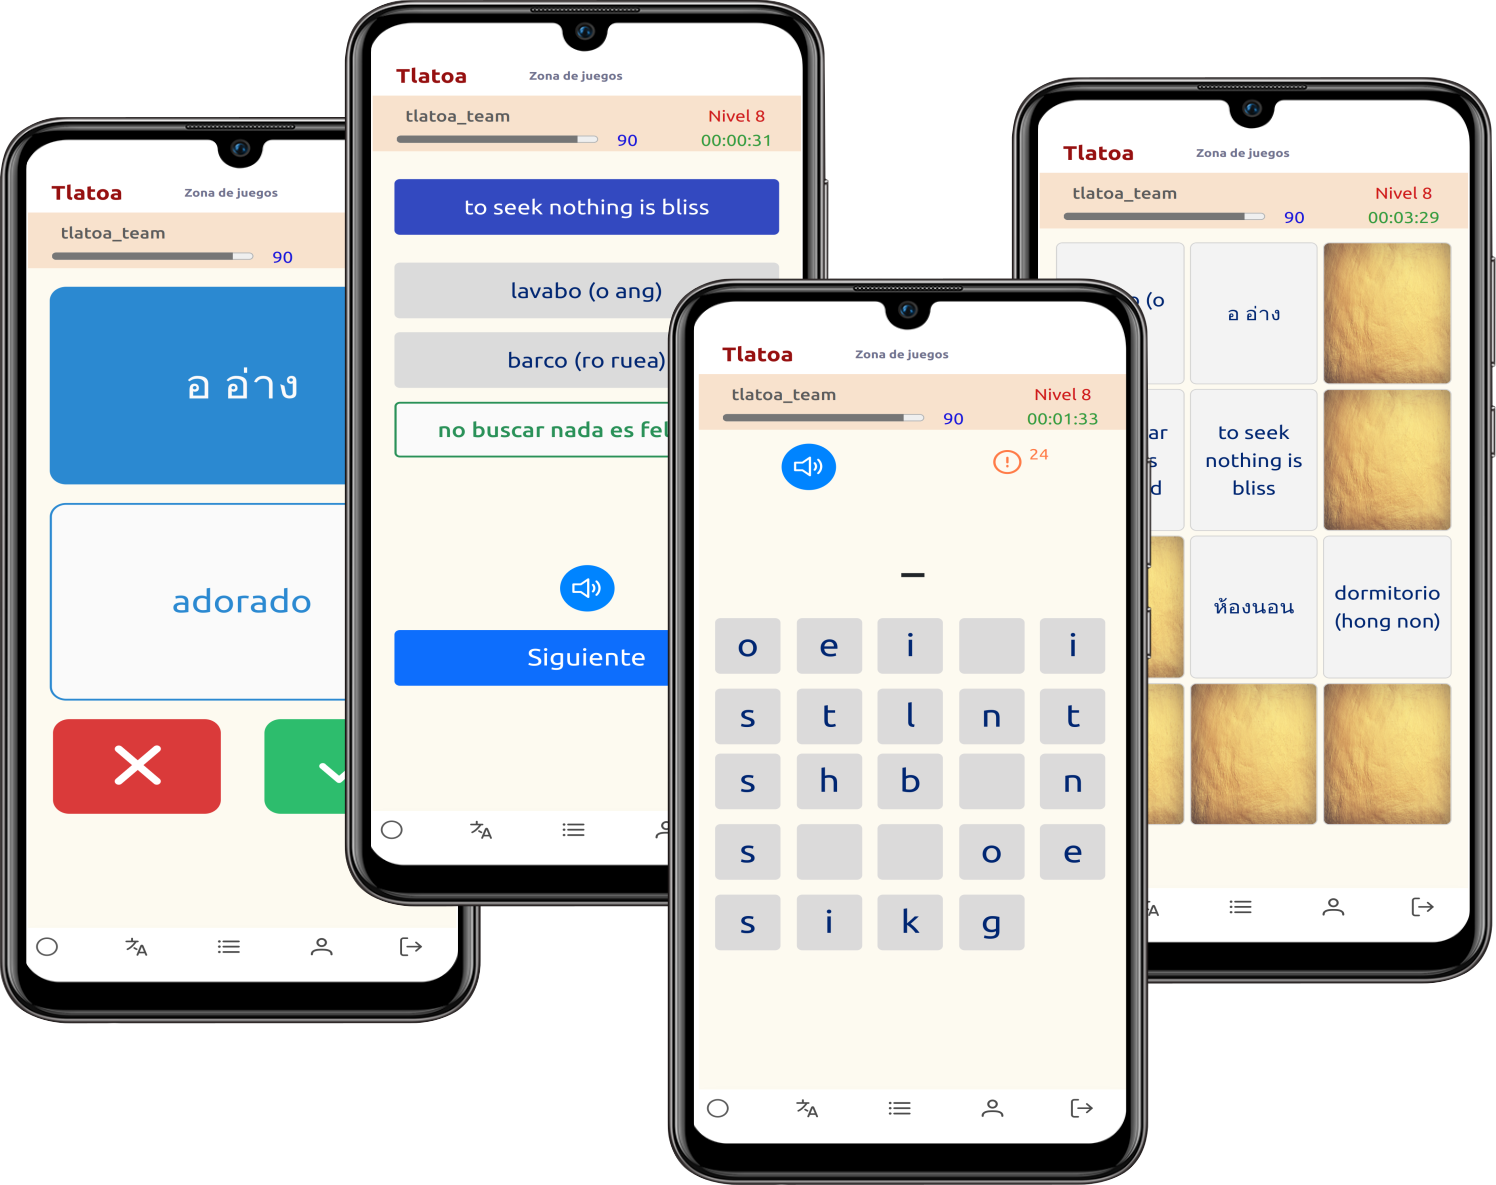 Tlatoa
Zona de juegos
tlatoa_team
90
อ อ่าง
adorado
Tlatoa
Zona de juegos
tlatoa_team
Nivel 8
90
00:00:31
to seek nothing is bliss
lavabo (o ang)
barco (ro ruea)
no buscar nada es fel
Siguiente
Tlatoa
Zona de juegos
tlatoa_team
Nivel 8
90
00:01:33
24
_
o e i i
s t l n t
s h b n
s o e
s i k g
Tlatoa
Zona de juegos
tlatoa_team
Nivel 8
90
00:03:29
(o
อ อ่าง
ar
s
d
to seek
nothing is
bliss
ห้องนอน
dormitorio
(hong non)